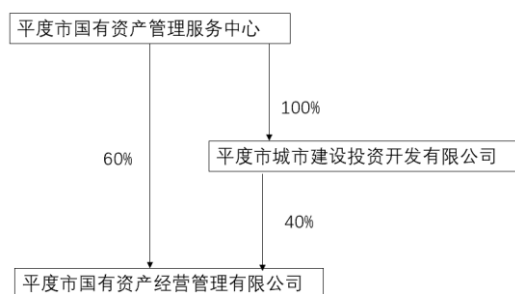 平度市国有资产管理服务中心
100%
60%
平度市城市建设投资开发有限公司
40%
平度市国有资产经营管理有限公司